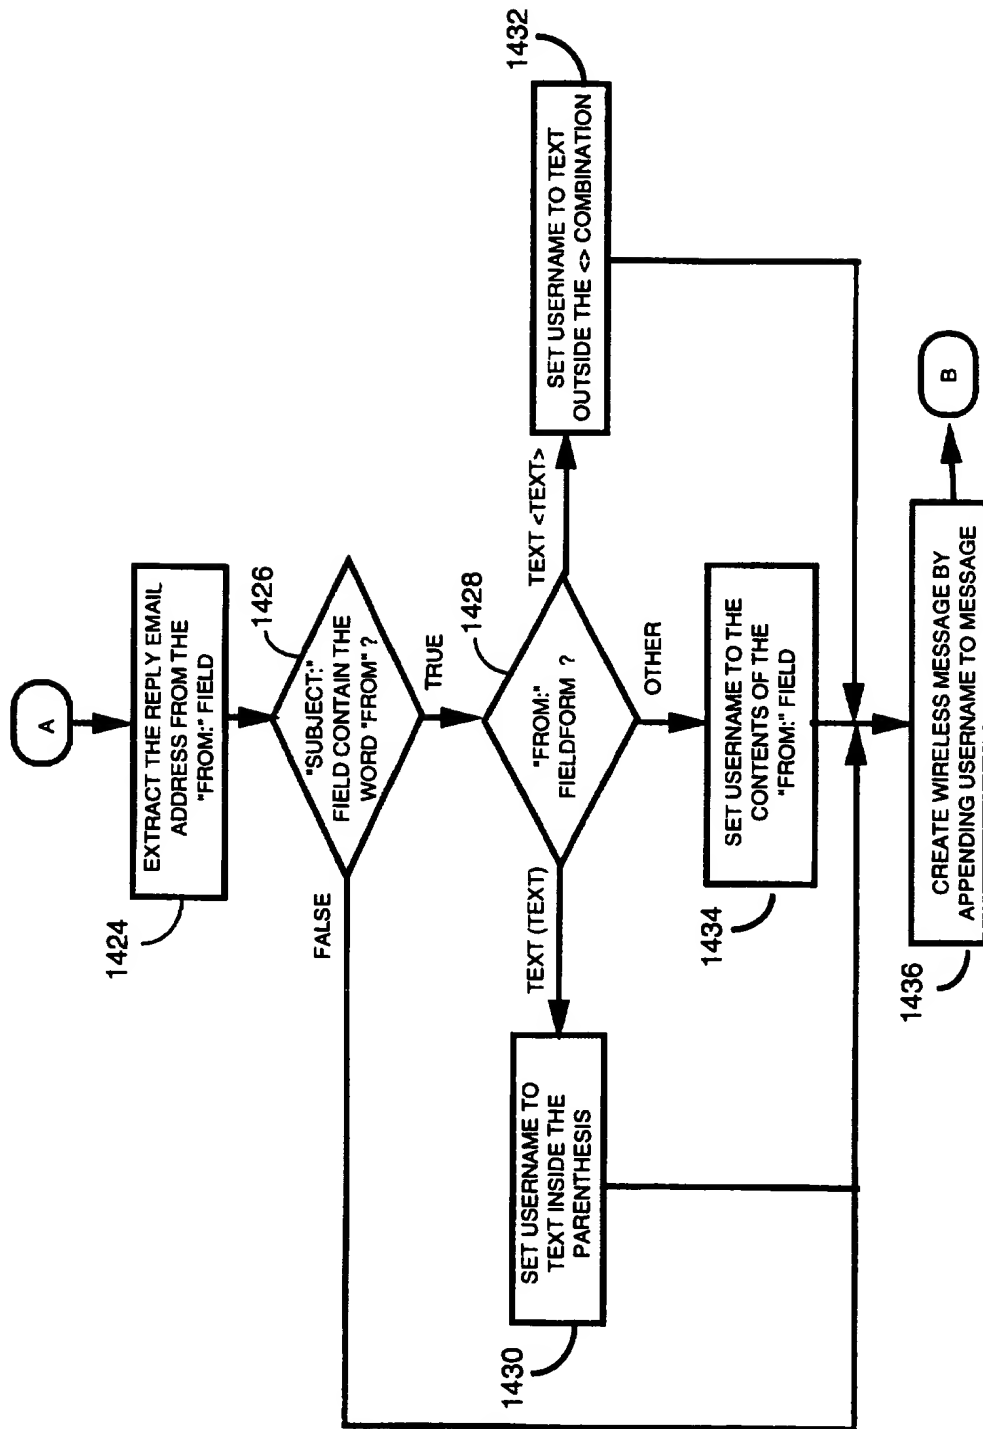 A
EXTRACT THE REPLY EMAIL
ADDRESS FROM THE
"FROM:" FIELD
1424
"SUBJECT:"
FIELD CONTAIN THE
WORD "FROM" ?
1426
FALSE
TRUE
"FROM:"
FIELDFORM ?
1428
TEXT (TEXT)
TEXT <TEXT>
OTHER
SET USERNAME TO
TEXT INSIDE THE
PARENTHESIS
1430
SET USERNAME TO TEXT
OUTSIDE THE <> COMBINATION
1432
SET USERNAME TO THE
CONTENTS OF THE
"FROM:" FIELD
1434
CREATE WIRELESS MESSAGE BY
APPENDING USERNAME TO MESSAGE
1436
B